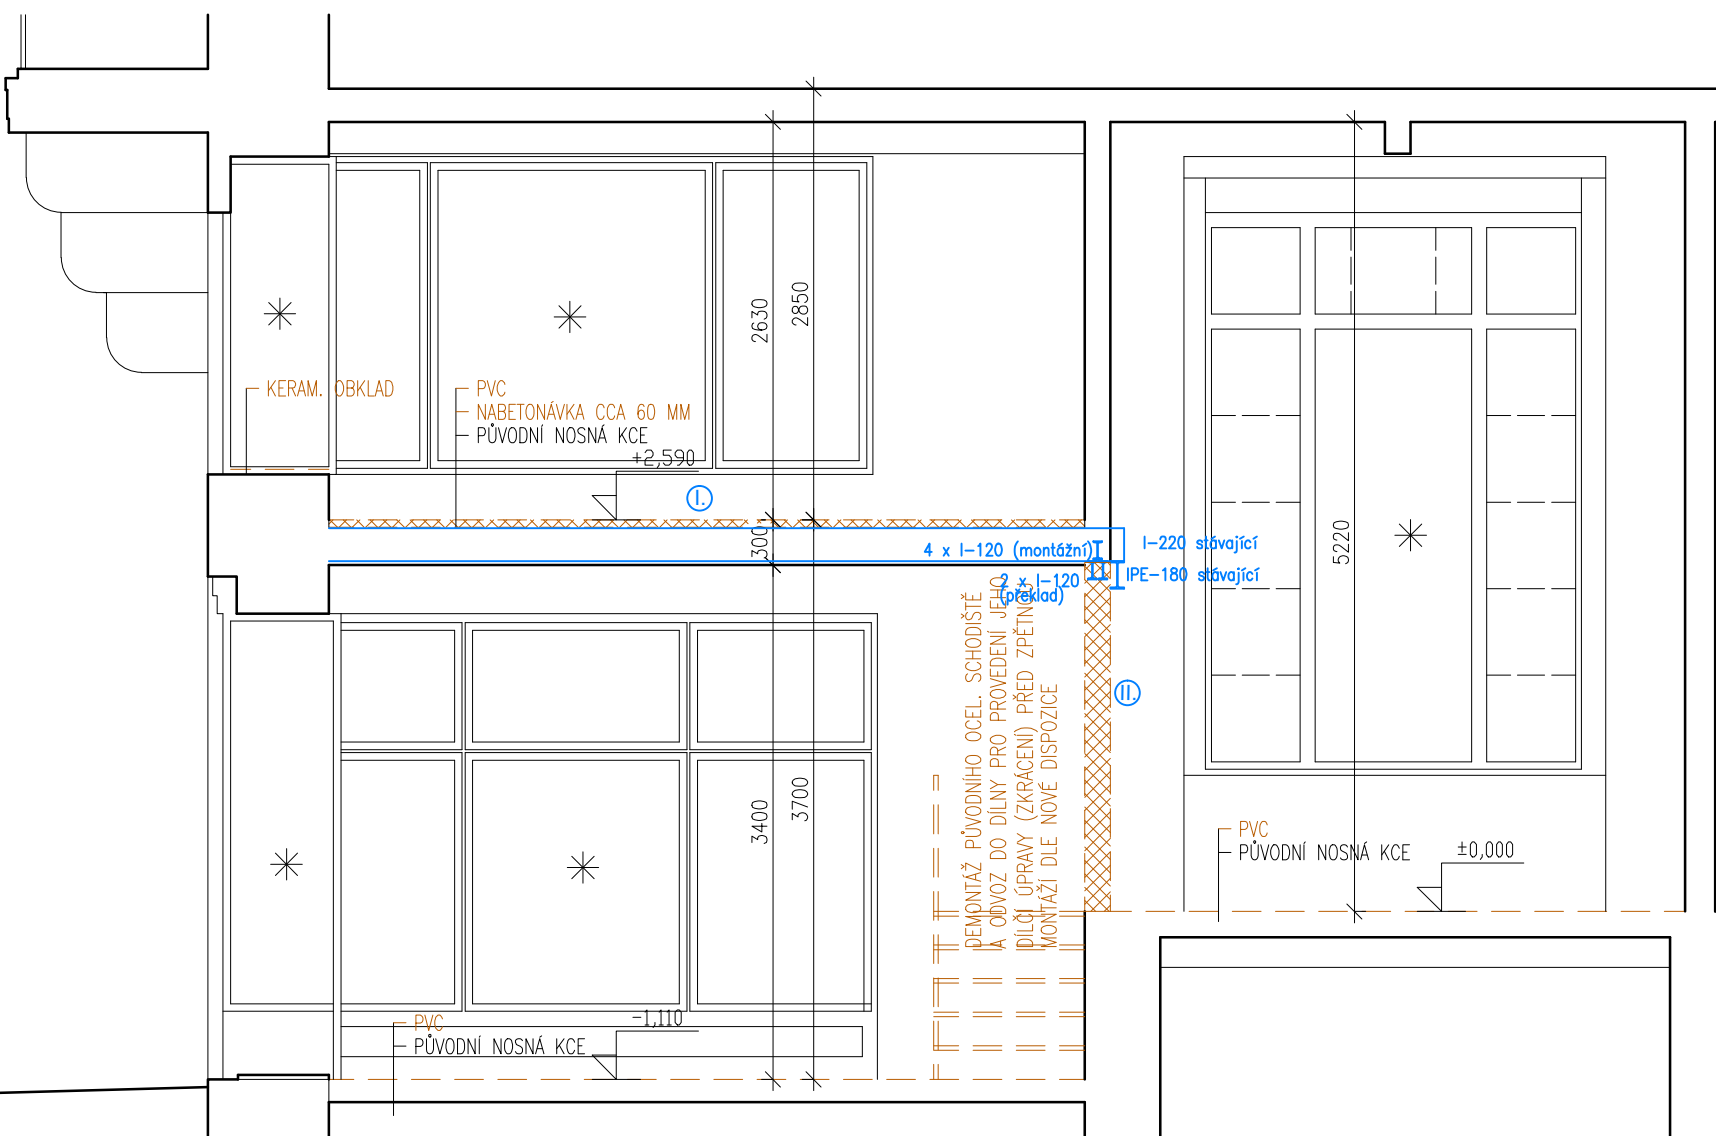 2630
2850
KERAM. OBKLAD
PVC
NABETONÁVKA CCA 60 MM
PŮVODNÍ NOSNÁ KCE
+2,590
I.
300
4 x I-120 (montážní)
I-220 stávající
2 x I-120
(překlad)
IPE-180 stávající
5220
DEMONTÁŽ PŮVODNÍHO OCEL. SCHODIŠTĚ
A ODVOZ DO DÍLNY PRO PROVEDENÍ JEHO
DÍLČÍ ÚPRAVY (ZKRÁCENÍ) PŘED ZPĚTNOU
MONTÁŽÍ DLE NOVÉ DISPOZICE
II.
3400
3700
PVC
PŮVODNÍ NOSNÁ KCE
±0,000
PVC
PŮVODNÍ NOSNÁ KCE
-1,110